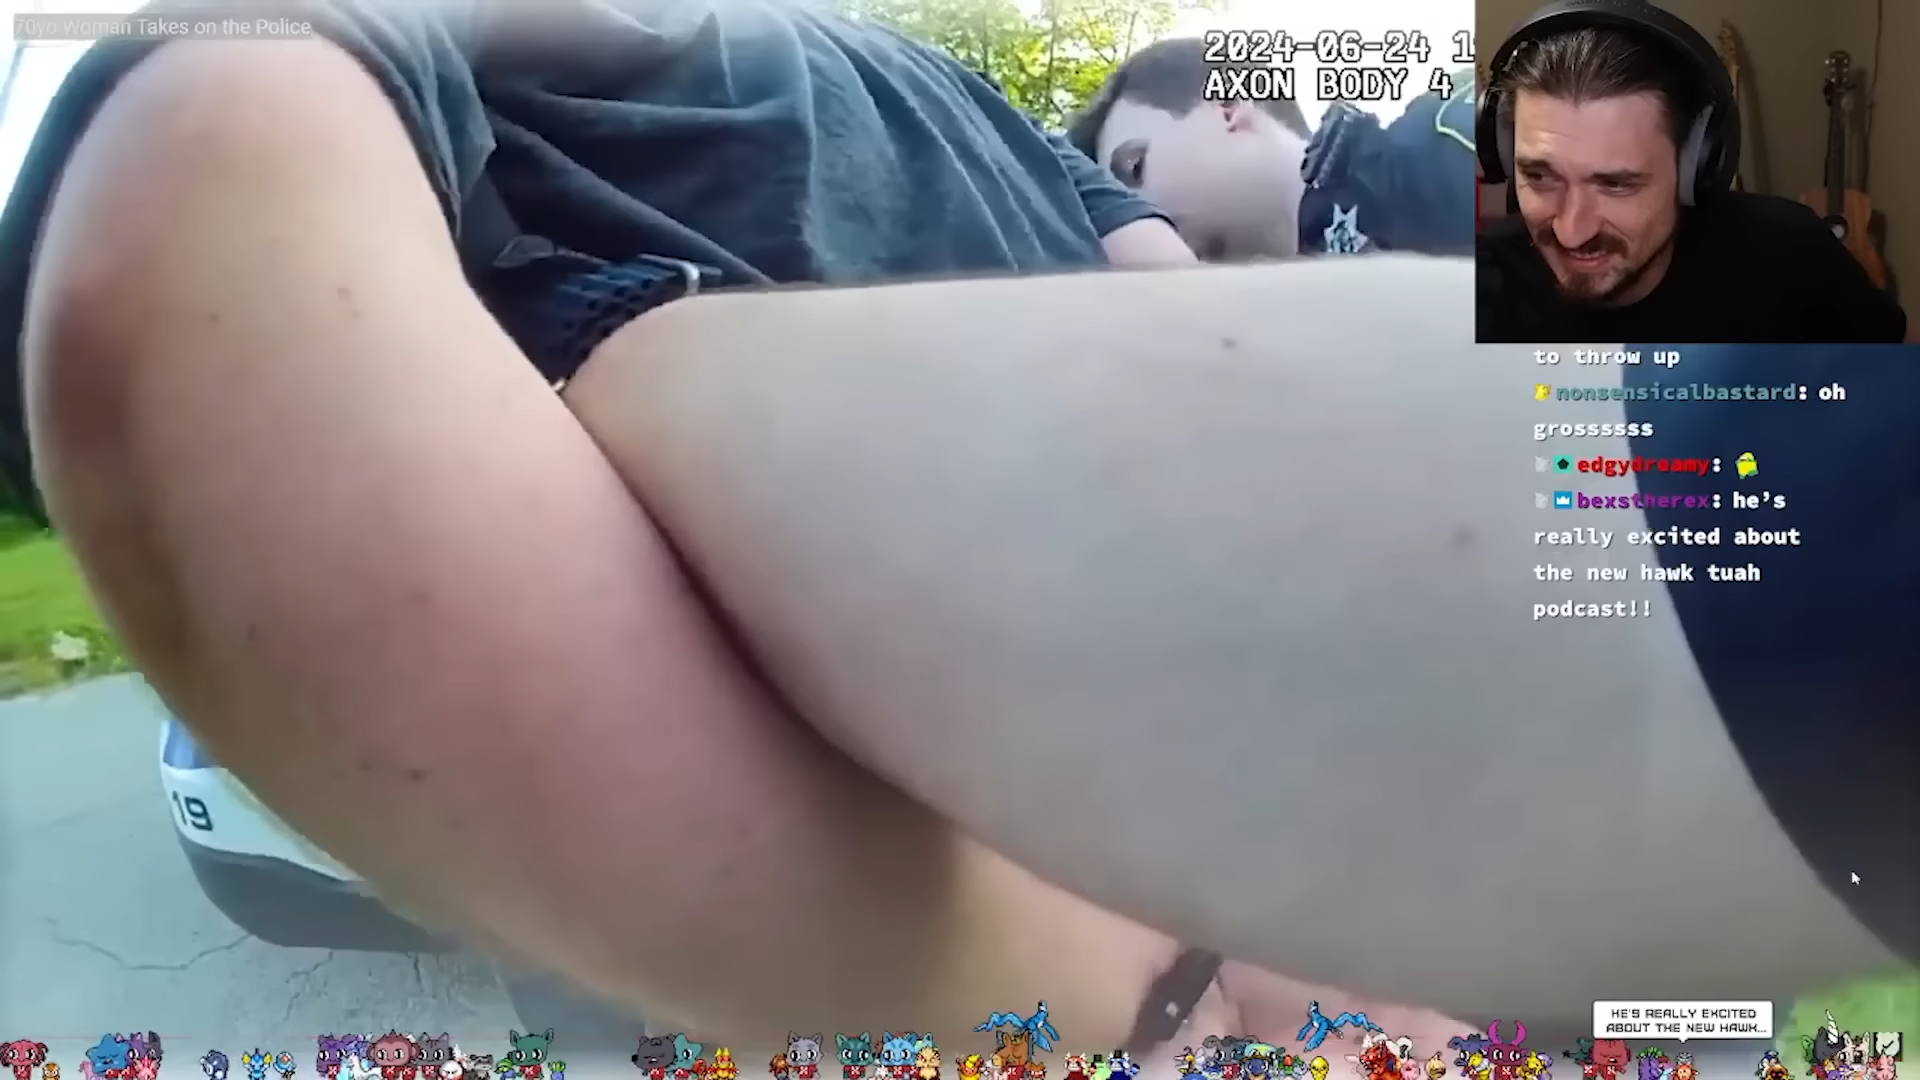 70yo Woman Takes on the Police
2024-06-24 1
AXON BODY 4
to throw up
nonsensicalbastard: oh
grossssss
edgydreamy:
bexstherex: he's
really excited about
the new hawk tuah
podcast!!
19
HE'S REALLY EXCITED
ABOUT THE NEW HAWK...